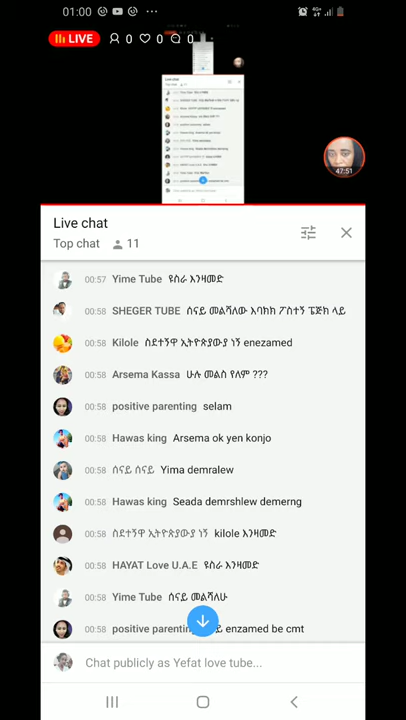 01:00
4G+
LIVE 0 0 0
47:51
Live chat
Top chat 11
00:57 Yime Tube ዩስራ እንዛመድ
00:58 SHEGER TUBE ሰናይ መልሻለው እባክክ ፖስተኝ ፔጅክ ላይ
00:58 Kilole ስደተኝዋ ኢትዮጵያውያ ነኝ enezamed
00:58 Arsema Kassa ሁሉ መልስ የለም ???
00:58 positive parenting selam
00:58 Hawas king Arsema ok yen konjo
00:58 ሰናይ ሰናይ Yima demralew
00:58 Hawas king Seada demrshlew demerng
00:58 ስደተኝዋ ኢትዮጵያውያ ነኝ kilole እንዛመድ
00:58 HAYAT Love U.A.E ዩስራ እንዛመድ
00:58 Yime Tube ሰናይ መልሻለሁ
00:58 positive parentin ይ enzamed be cmt
Chat publicly as Yefat love tube...